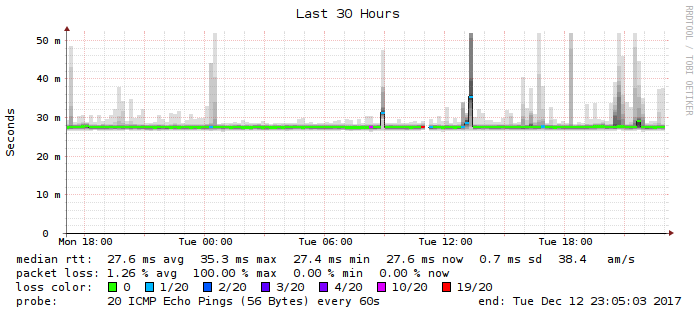 Last 30 Hours
RRDTOOL / TOBI OETIKER
Seconds
50 m
40 m
30 m
20 m
10 m
0
Mon 18:00 Tue 00:00 Tue 06:00 Tue 12:00 Tue 18:00
median rtt: 27.6 ms avg 35.3 ms max 27.4 ms min 27.6 ms now 0.7 ms sd 38.4 am/s
packet loss: 1.26 % avg 100.00 % max 0.00 % min 0.00 % now
loss color: 0 1/20 2/20 3/20 4/20 10/20 19/20
probe: 20 ICMP Echo Pings (56 Bytes) every 60s end: Tue Dec 12 23:05:03 2017